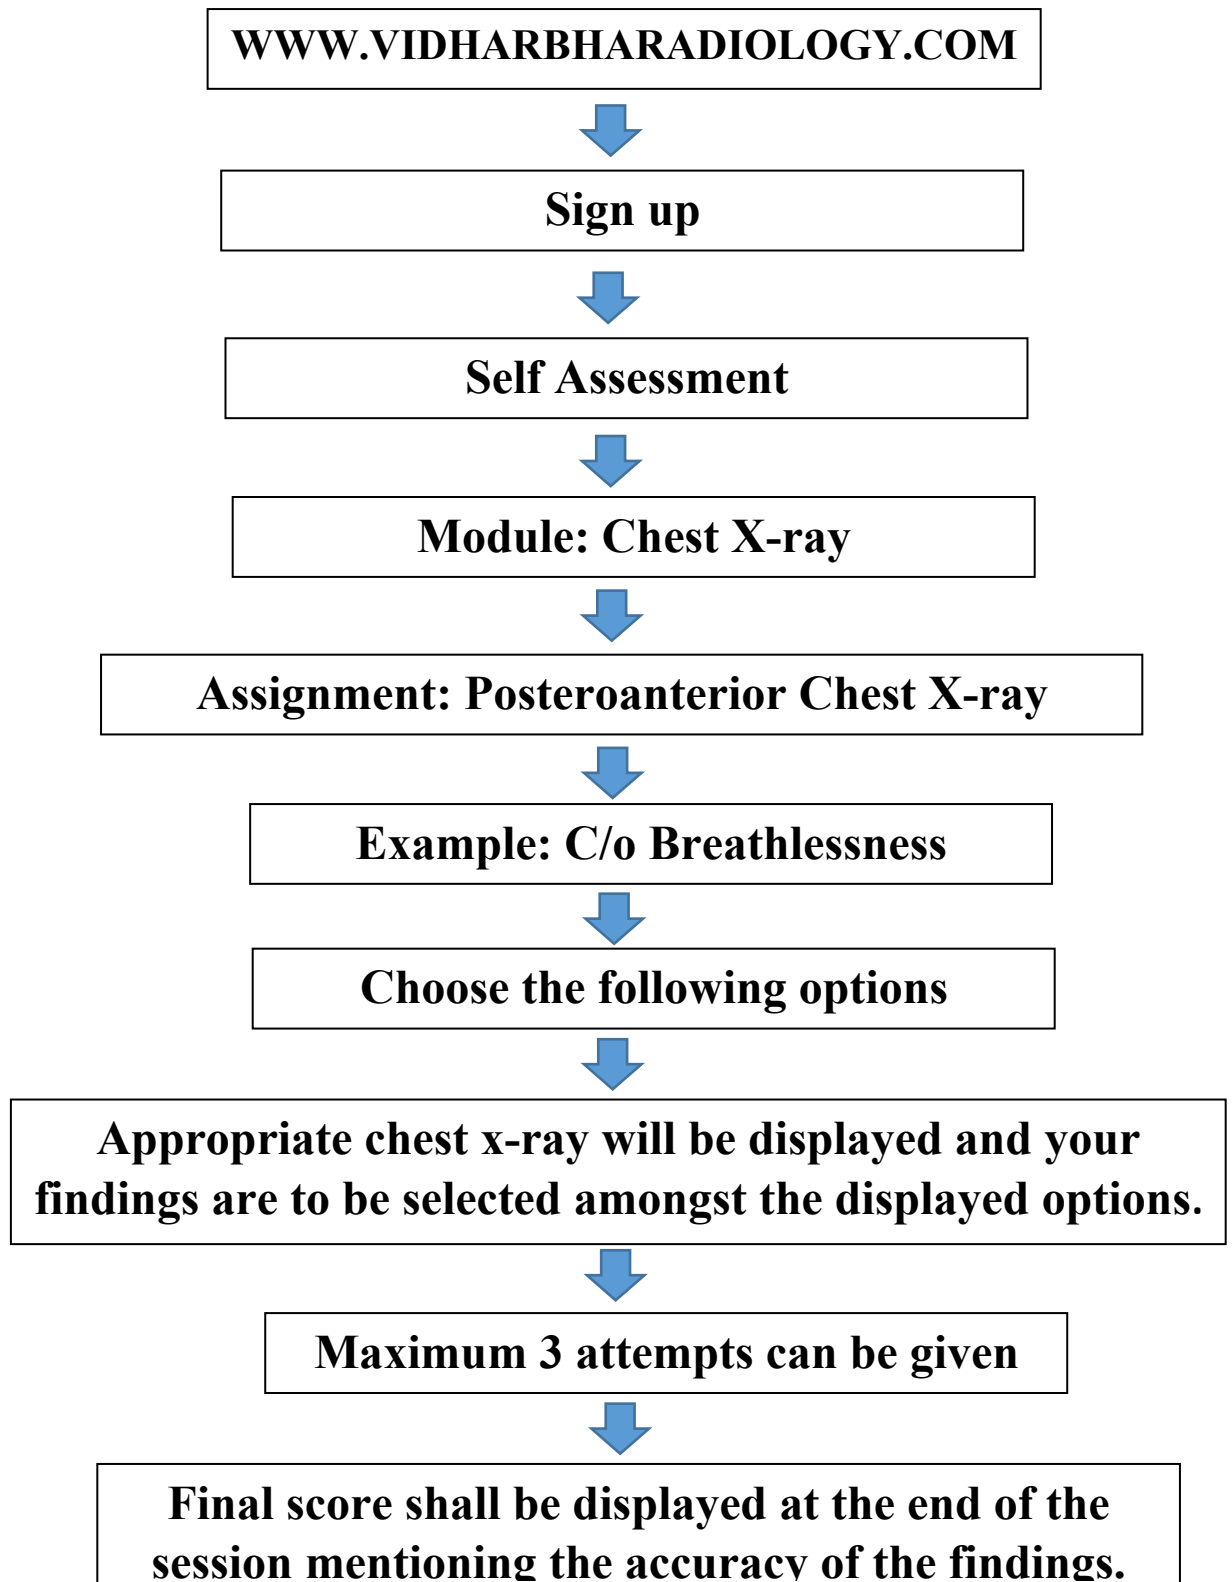 WWW.VIDHARBHARADIOLOGY.COM
Sign up
Self Assessment
Module: Chest X-ray
Assignment: Posteroanterior Chest X-ray
Example: C/o Breathlessness
Choose the following options
Appropriate chest x-ray will be displayed and your
findings are to be selected amongst the displayed options.
Maximum 3 attempts can be given
Final score shall be displayed at the end of the
session mentioning the accuracy of the findings.